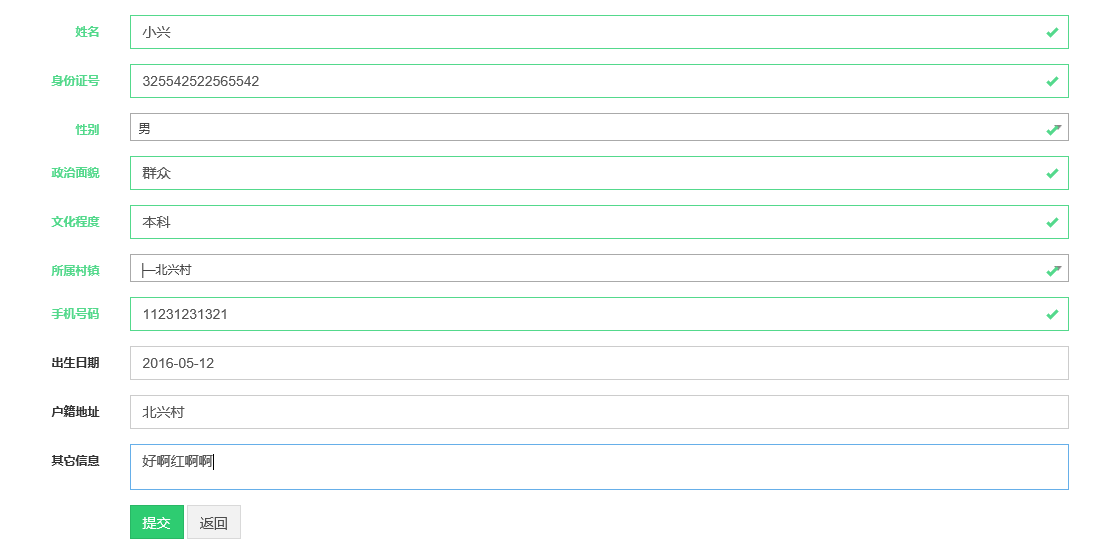 姓名 小兴
身份证号 325542522565542
性别 男
政治面貌 群众
文化程度 本科
所属村镇 ├─北兴村
手机号码 11231231321
出生日期 2016-05-12
户籍地址 北兴村
其它信息 好啊红啊啊
提交 返回